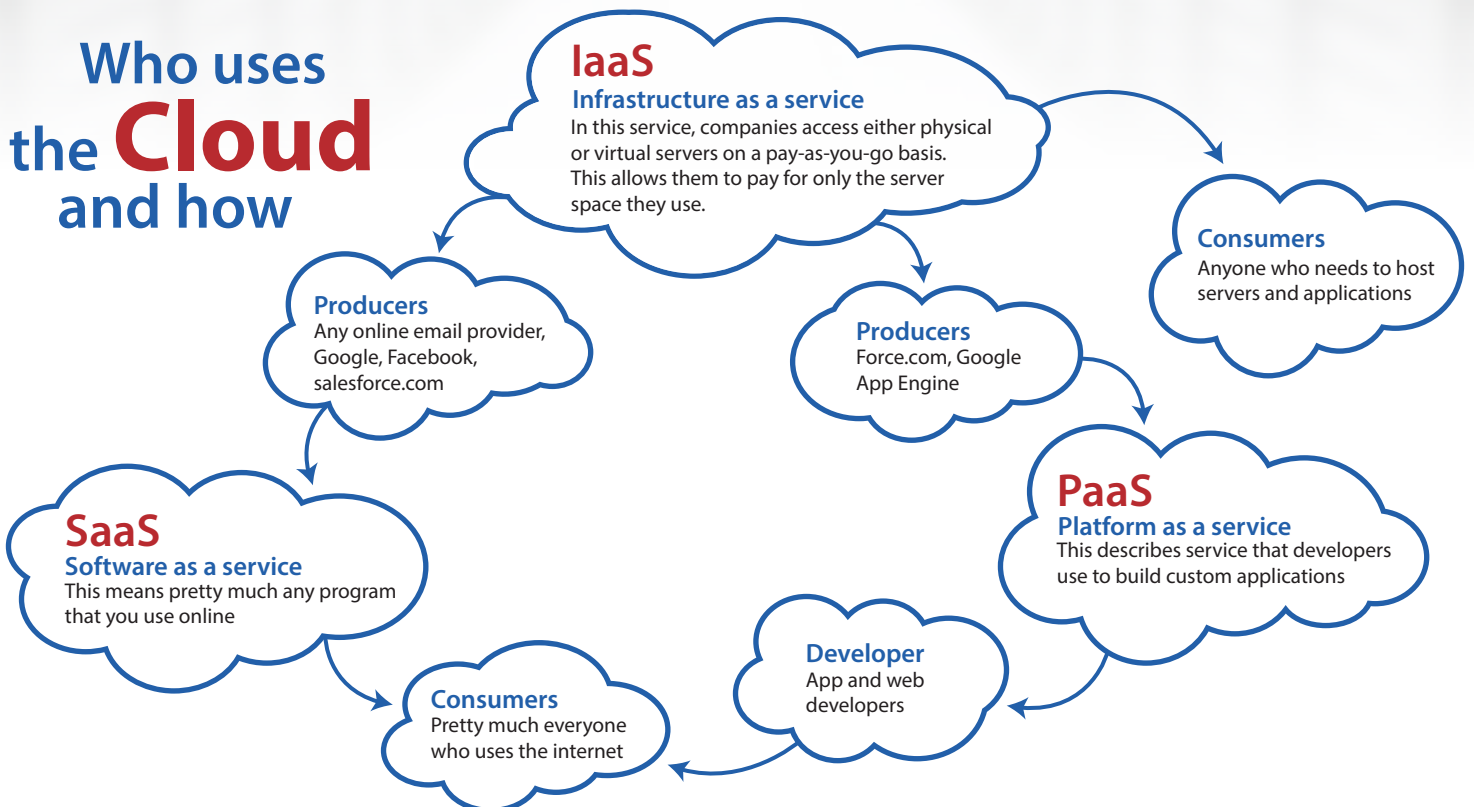 Who uses
the Cloud
and how
IaaS
Infrastructure as a service
In this service, companies access either physical
or virtual servers on a pay-as-you-go basis.
This allows them to pay for only the server
space they use.
Consumers
Anyone who needs to host
servers and applications
Producers
Any online email provider,
Google, Facebook,
salesforce.com
Producers
Force.com, Google
App Engine
SaaS
Software as a service
This means pretty much any program
that you use online
PaaS
Platform as a service
This describes service that developers
use to build custom applications
Developer
App and web
developers
Consumers
Pretty much everyone
who uses the internet